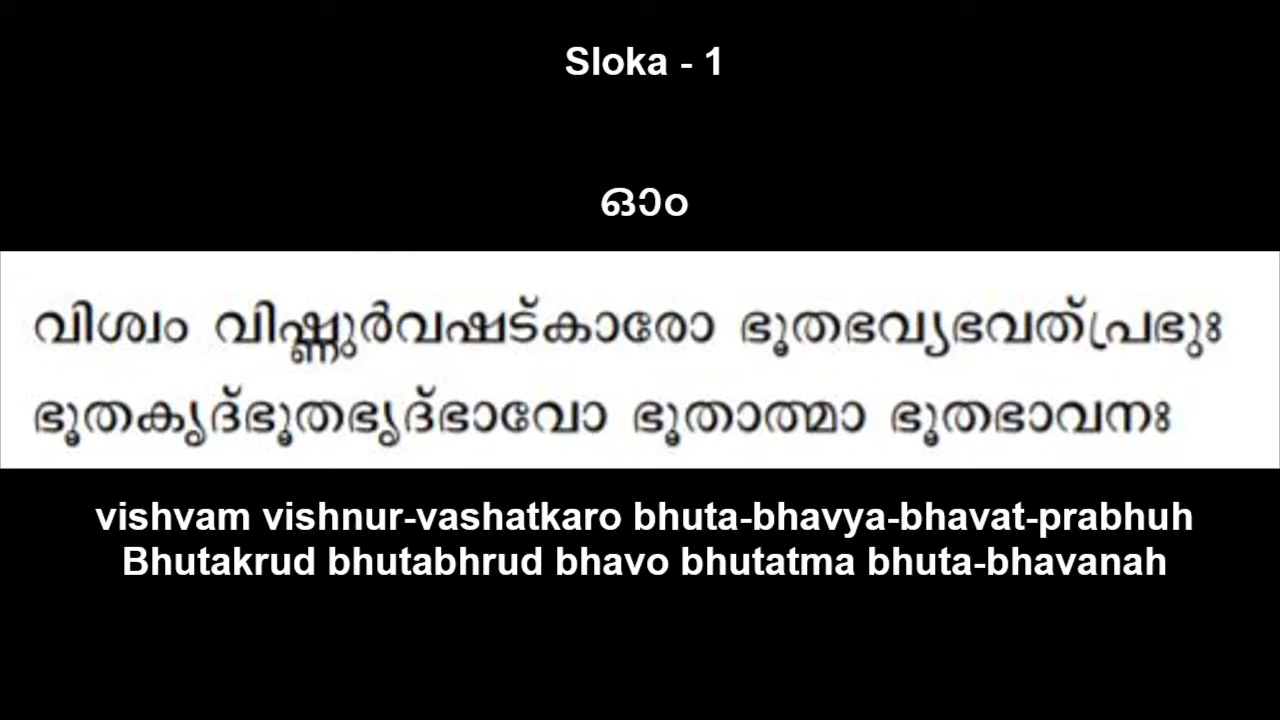 Sloka - 1
ഓം
വിശ്വം വിഷ്ണുർവഷട്കാരോ ഭൂതഭവ്യഭവത്പ്രഭുഃ
ഭൂതകൃദ്ഭൂതഭൃദ്ഭാവോ ഭൂതാത്മാ ഭൂതഭാവനഃ
vishvam vishnur-vashatkaro bhuta-bhavya-bhavat-prabhuh
Bhutakrud bhutabhrud bhavo bhutatma bhuta-bhavanah